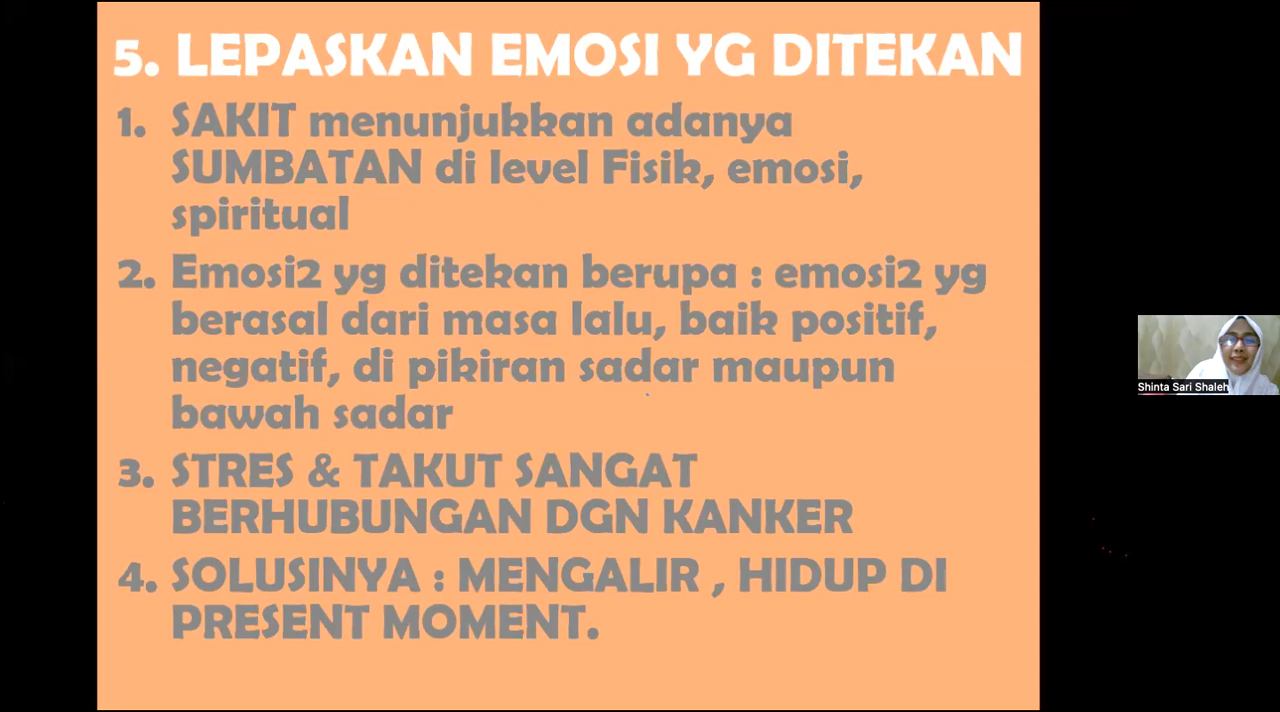 5. LEPASKAN EMOSI YG DITEKAN
1. SAKIT menunjukkan adanya
SUMBATAN di level Fisik, emosi,
spiritual
2. Emosi2 yg ditekan berupa : emosi2 yg
berasal dari masa lalu, baik positif,
negatif, di pikiran sadar maupun
bawah sadar
3. STRES & TAKUT SANGAT
BERHUBUNGAN DGN KANKER
4. SOLUSINYA : MENGALIR , HIDUP DI
PRESENT MOMENT.
Shinta Sari Shaleh